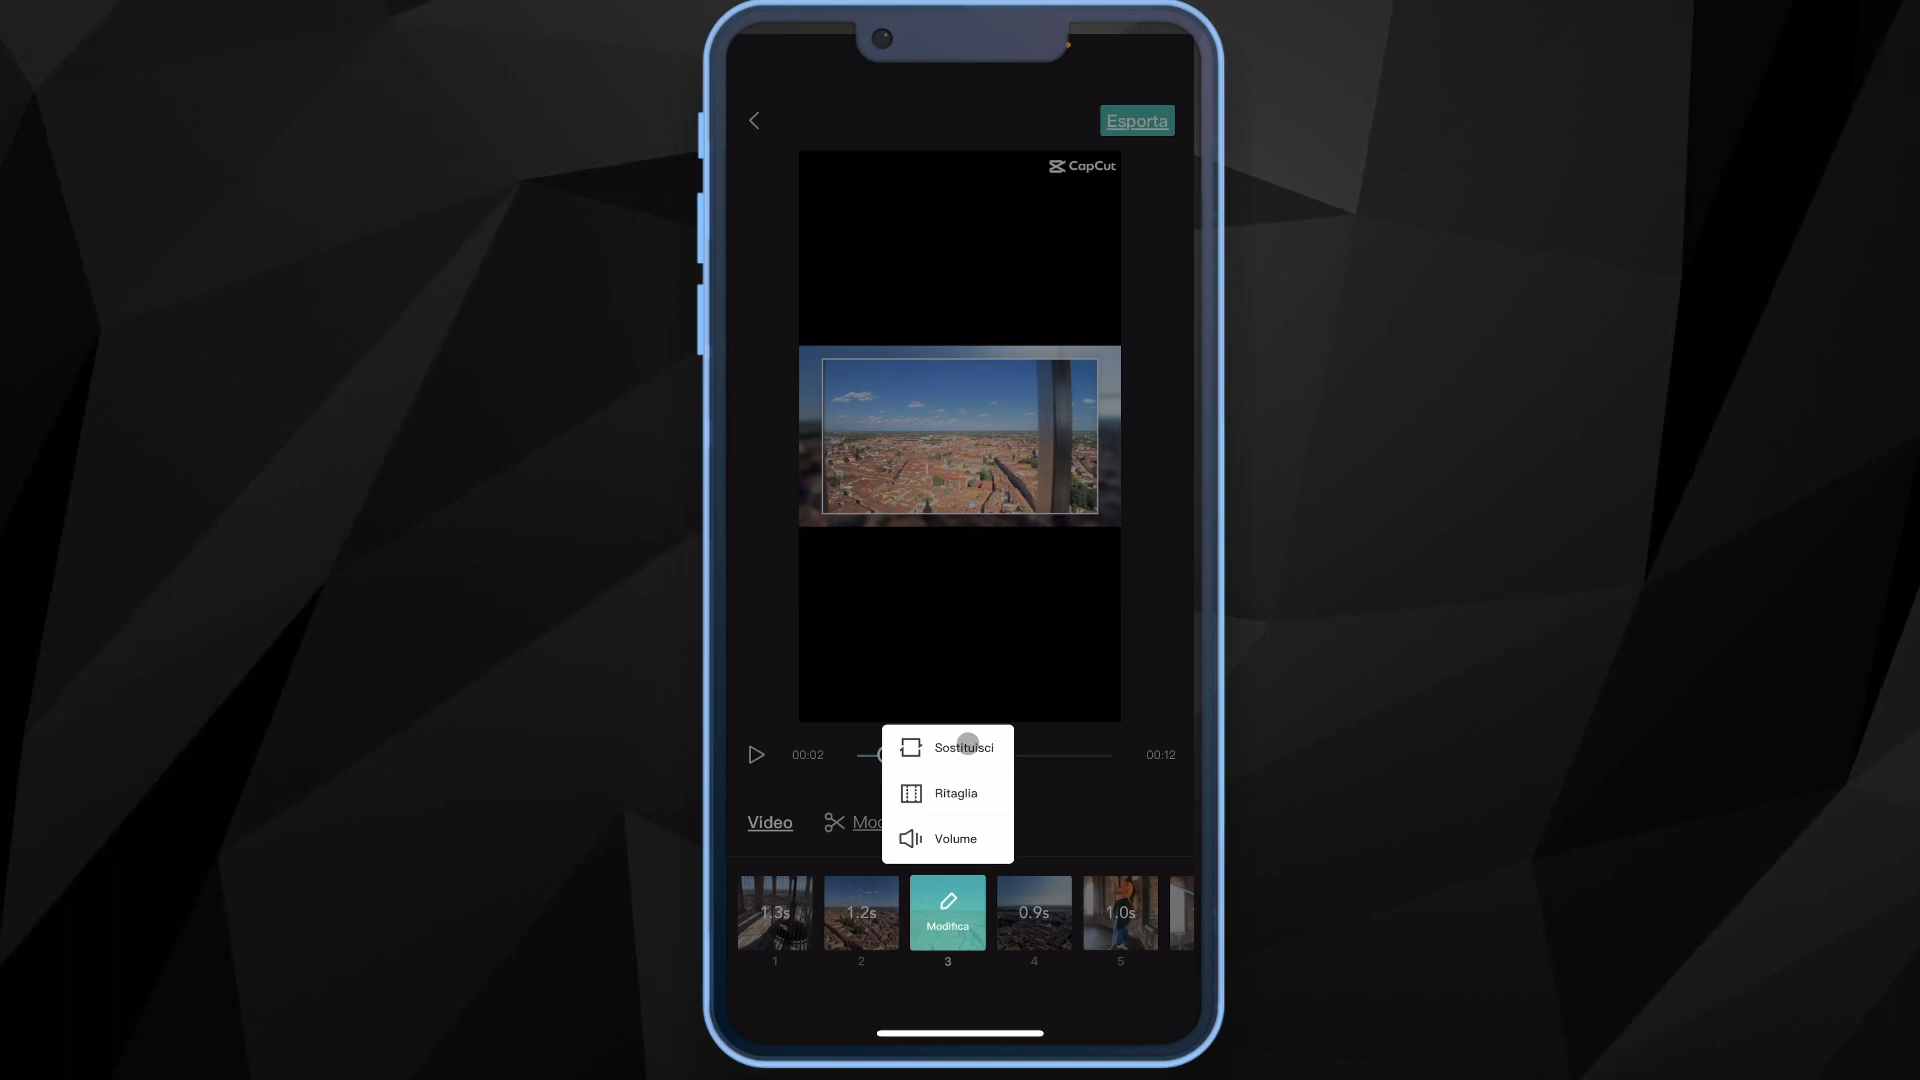 Esporta
CapCut
Sostituisci
00:02
00:12
Ritaglia
Video
Volume
1.3s
1.2s
Modifica
0.9s
1.0s
1
2
3
4
5